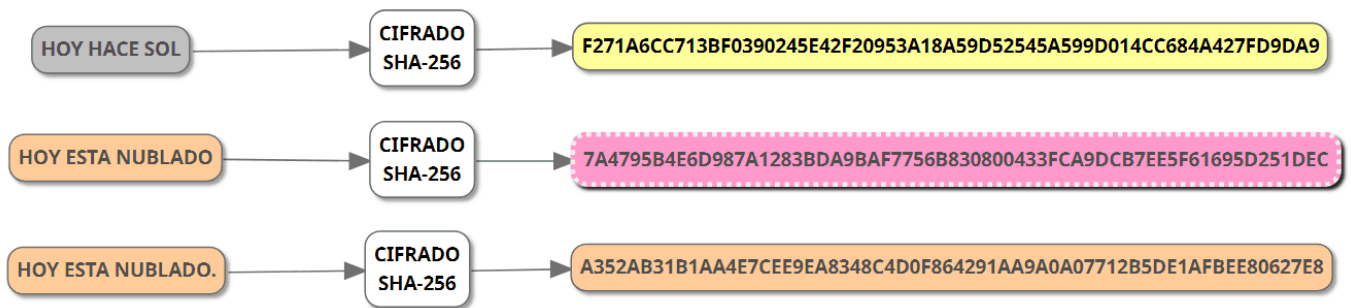 HOY HACE SOL
CIFRADO
SHA-256
F271A6CC713BF0390245E42F20953A18A59D52545A599D014CC684A427FD9DA9
HOY ESTA NUBLADO
CIFRADO
SHA-256
7A4795B4E6D987A1283BDA9BAF7756B830800433FCA9DCB7EE5F61695D251DEC
HOY ESTA NUBLADO.
CIFRADO
SHA-256
A352AB31B1AA4E7CEE9EA8348C4D0F864291AA9A0A07712B5DE1AFBEE80627E8